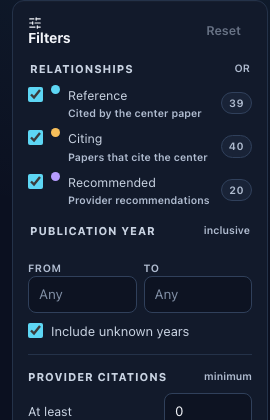 Filters
Reset
RELATIONSHIPS OR
Reference
Cited by the center paper
39
Citing
Papers that cite the center
40
Recommended
Provider recommendations
20
PUBLICATION YEAR inclusive
FROM TO
Any Any
Include unknown years
PROVIDER CITATIONS minimum
At least 0